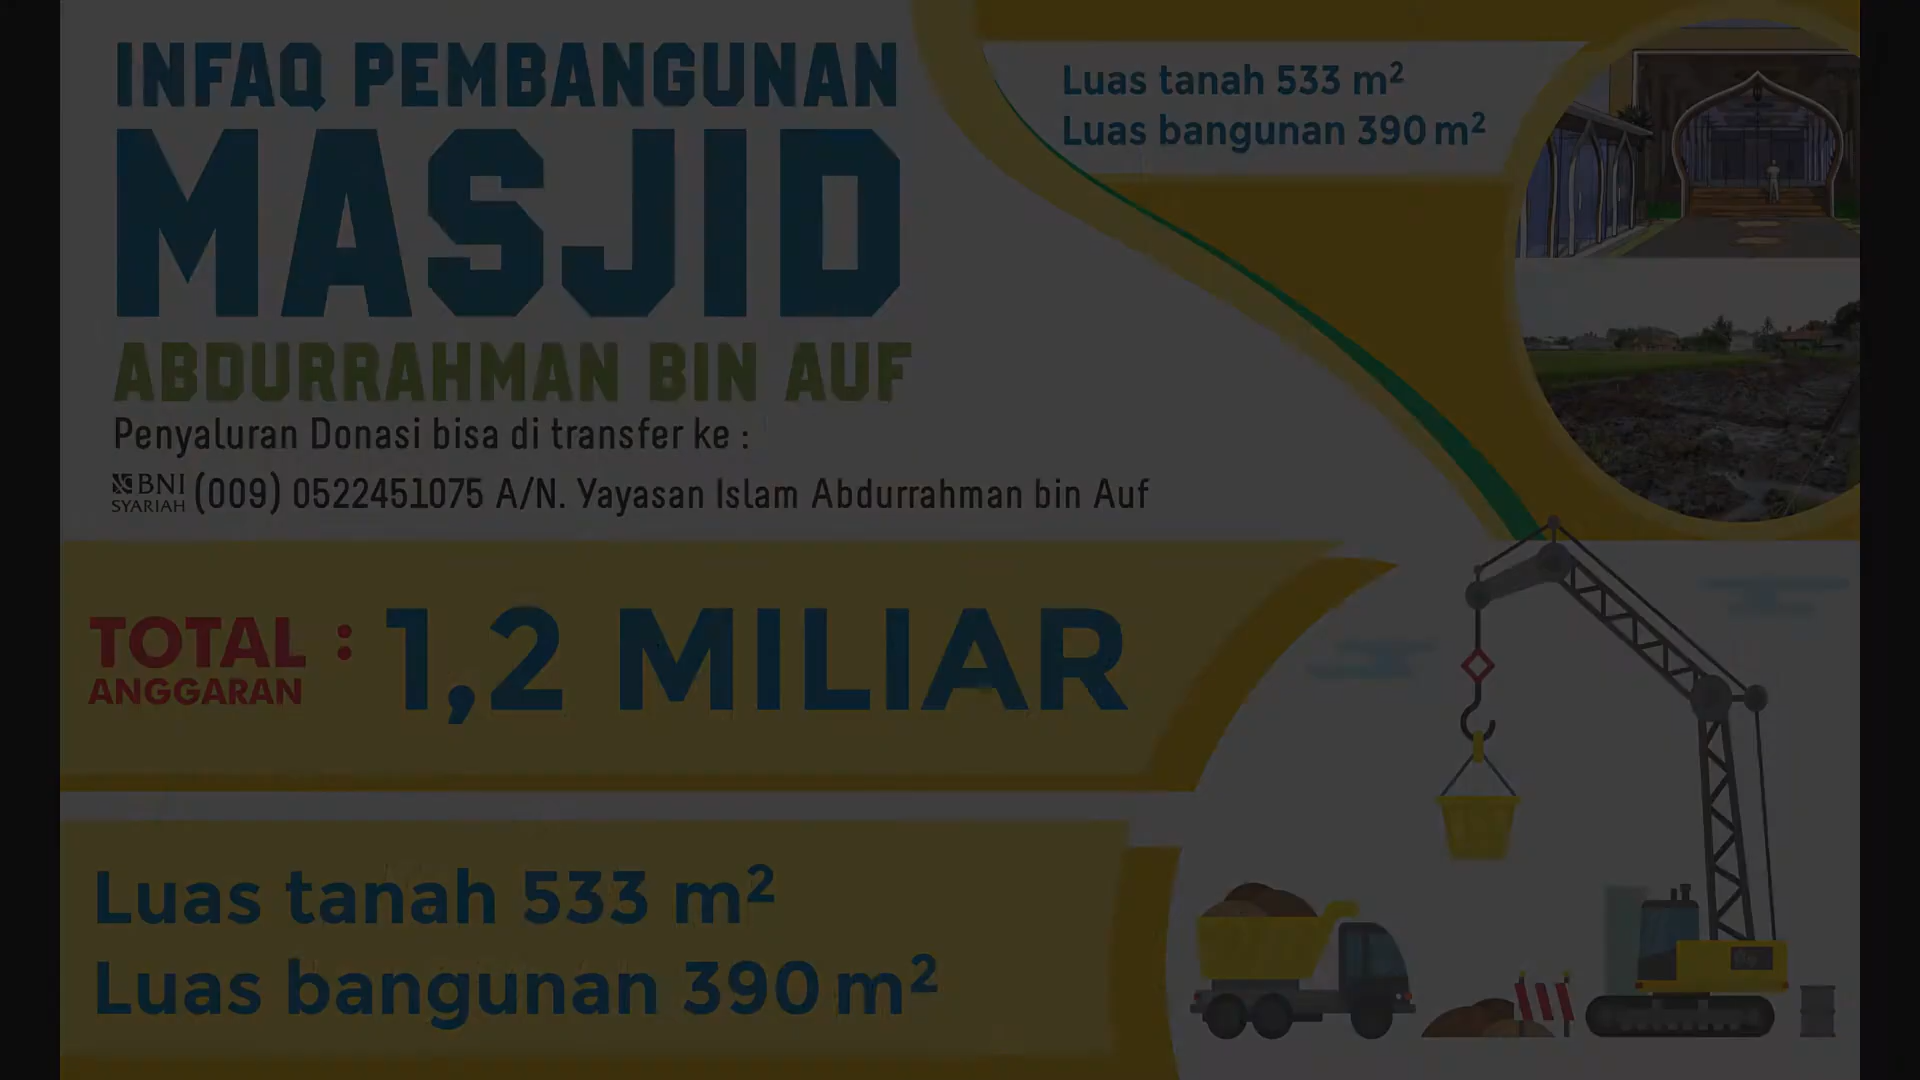 INFAQ PEMBANGUNAN
MASJID
ABDURRAHMAN BIN AUF
Penyaluran Donasi bisa di transfer ke :
BNI SYARIAH (009) 0522451075 A/N. Yayasan Islam Abdurrahman bin Auf
Luas tanah 533 m²
Luas bangunan 390 m²
TOTAL ANGGARAN : 1,2 MILIAR
Luas tanah 533 m²
Luas bangunan 390 m²